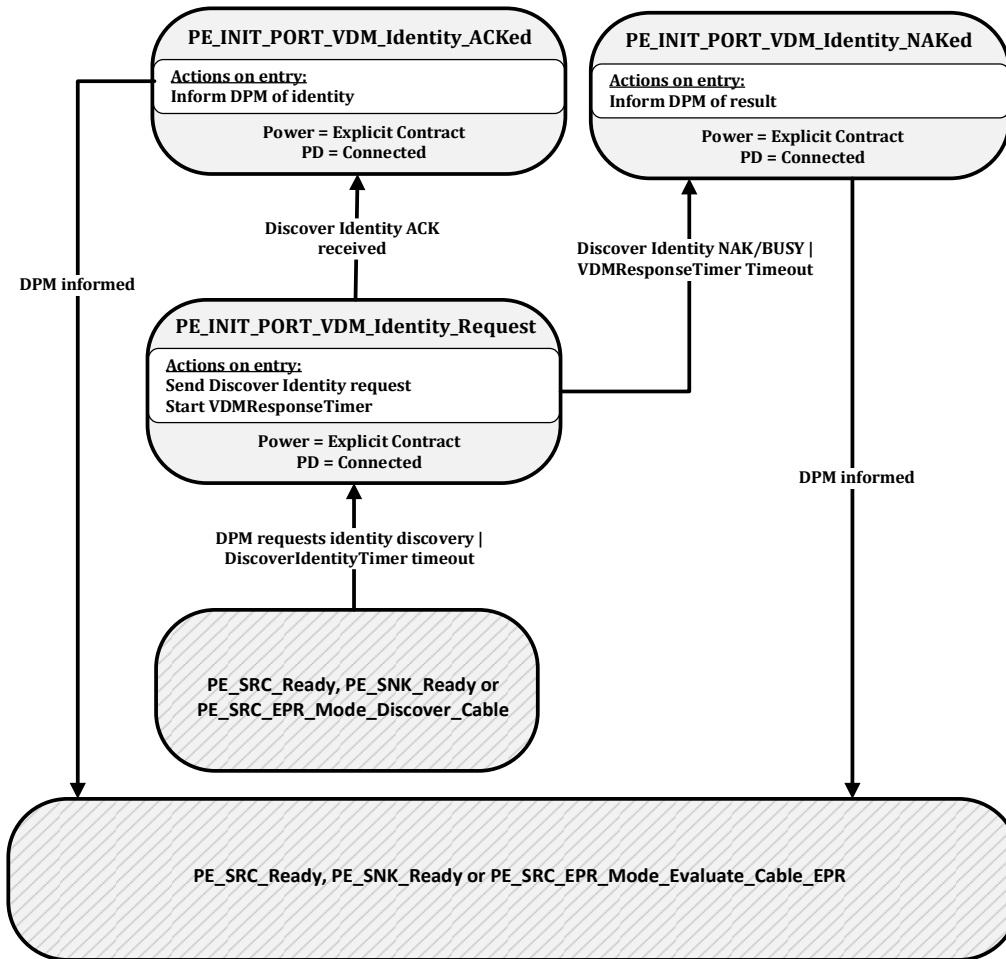 PE_INIT_PORT_VDM_Identity_ACKed
Actions on entry:
Inform DPM of identity
Power = Explicit Contract
PD = Connected
PE_INIT_PORT_VDM_Identity_NAKed
Actions on entry:
Inform DPM of result
Power = Explicit Contract
PD = Connected
Discover Identity ACK
received
Discover Identity NAK/BUSY |
VDMResponseTimer Timeout
DPM informed
PE_INIT_PORT_VDM_Identity_Request
Actions on entry:
Send Discover Identity request
Start VDMResponseTimer
Power = Explicit Contract
PD = Connected
DPM informed
DPM requests identity discovery |
DiscoverIdentityTimer timeout
PE_SRC_Ready, PE_SNK_Ready or
PE_SRC_EPR_Mode_Discover_Cable
PE_SRC_Ready, PE_SNK_Ready or PE_SRC_EPR_Mode_Evaluate_Cable_EPR